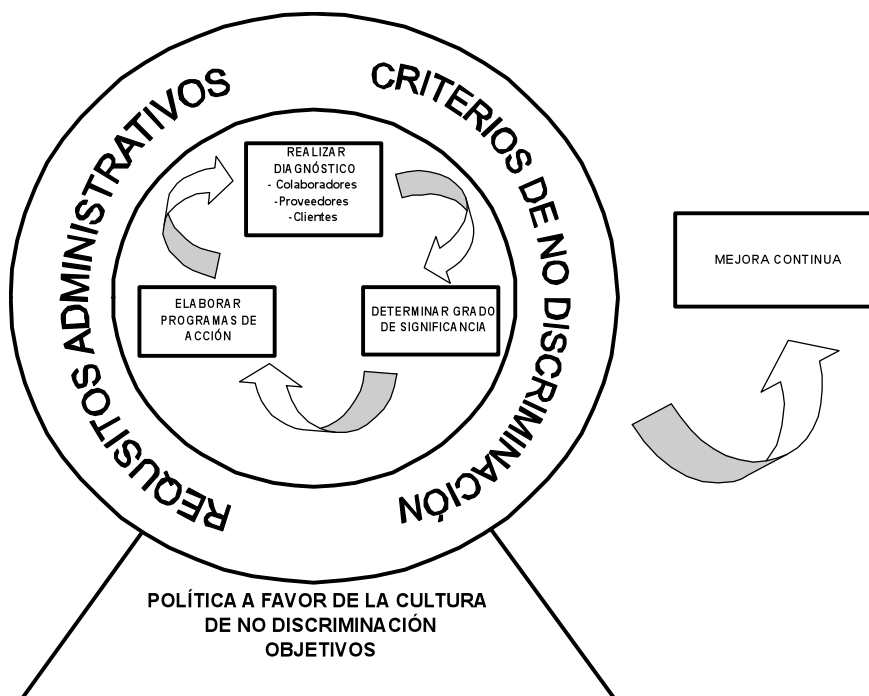 REQUSITOS ADMINISTRATIVOS
CRITERIOS DE NO DISCRIMINACIÓN
REALIZAR
DIAGNÓSTICO
- Colaboradores
-Proveedores
-Clientes
ELABORAR
PROGRAMAS DE
ACCIÓN
DETERMINAR GRADO
DE SIGNIFICANCIA
MEJORA CONTINUA
POLÍTICA A FAVOR DE LA CULTURA
DE NO DISCRIMINACIÓN
OBJETIVOS